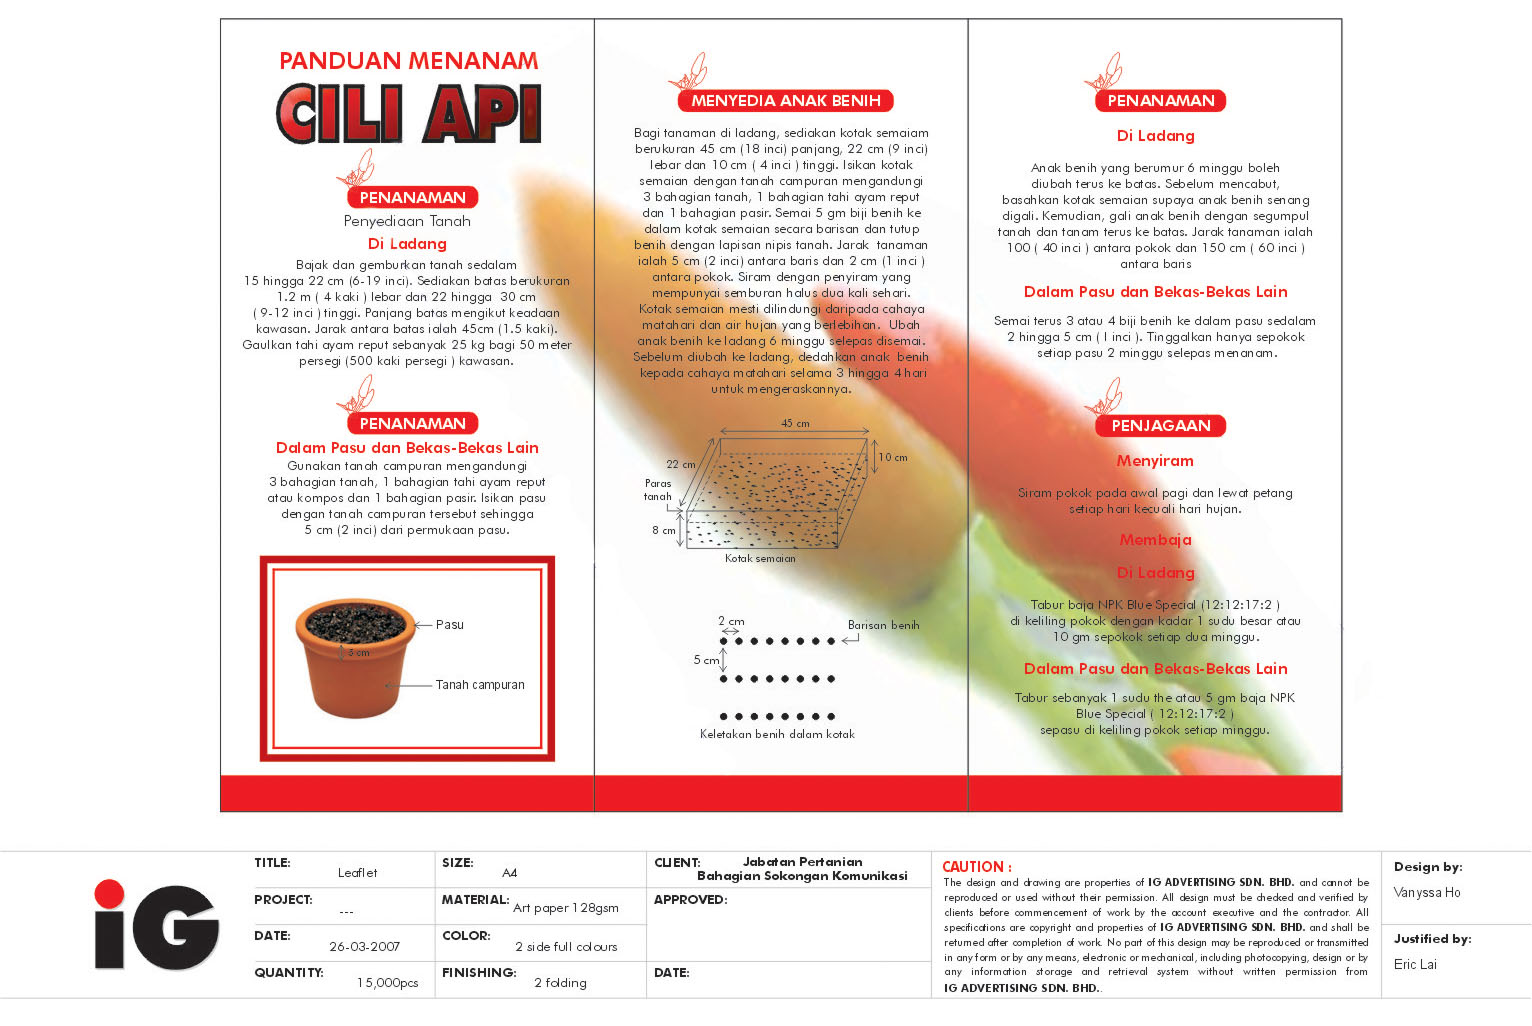 PANDUAN MENANAM
CILI API
PENANAMAN
Penyediaan Tanah
Di Ladang
Bajak dan gemburkan tanah sedalam
15 hingga 22 cm (6-19 inci). Sediakan batas berukuran
1.2 m ( 4 kaki ) lebar dan 22 hingga 30 cm
( 9-12 inci ) tinggi. Panjang batas mengikut keadaan
kawasan. Jarak antara batas ialah 45cm (1.5 kaki).
Gaulkan tahi ayam reput sebanyak 25 kg bagi 50 meter
persegi (500 kaki persegi ) kawasan.
PENANAMAN
Dalam Pasu dan Bekas-Bekas Lain
Gunakan tanah campuran mengandungi
3 bahagian tanah, 1 bahagian tahi ayam reput
atau kompos dan 1 bahagian pasir. Isikan pasu
dengan tanah campuran tersebut sehingga
5 cm (2 inci) dari permukaan pasu.
Pasu
5 cm
Tanah campuran
MENYEDIA ANAK BENIH
Bagi tanaman di ladang, sediakan kotak semaiam
berukuran 45 cm (18 inci) panjang, 22 cm (9 inci)
lebar dan 10 cm ( 4 inci ) tinggi. Isikan kotak
semaian dengan tanah campuran mengandungi
3 bahagian tanah, 1 bahagian tahi ayam reput
dan 1 bahagian pasir. Semai 5 gm biji benih ke
dalam kotak semaian secara barisan dan tutup
benih dengan lapisan nipis tanah. Jarak tanaman
ialah 5 cm (2 inci) antara baris dan 2 cm (1 inci )
antara pokok. Siram dengan penyiram yang
mempunyai semburan halus dua kali sehari.
Kotak semaian mesti dilindungi daripada cahaya
matahari dan air hujan yang berlebihan. Ubah
anak benih ke ladang 6 minggu selepas disemai.
Sebelum diubah ke ladang, dedahkan anak benih
kepada cahaya matahari selama 3 hingga 4 hari
untuk mengeraskannya.
45 cm
22 cm
10 cm
Paras
tanah
8 cm
Kotak semaian
2 cm
Barisan benih
5 cm
Keletakan benih dalam kotak
PENANAMAN
Di Ladang
Anak benih yang berumur 6 minggu boleh
diubah terus ke batas. Sebelum mencabut,
basahkan kotak semaian supaya anak benih senang
digali. Kemudian, gali anak benih dengan segumpul
tanah dan tanam terus ke batas. Jarak tanaman ialah
100 ( 40 inci ) antara pokok dan 150 cm ( 60 inci )
antara baris
Dalam Pasu dan Bekas-Bekas Lain
Semai terus 3 atau 4 biji benih ke dalam pasu sedalam
2 hingga 5 cm ( I inci ). Tinggalkan hanya sepokok
setiap pasu 2 minggu selepas menanam.
PENJAGAAN
Menyiram
Siram pokok pada awal pagi dan lewat petang
setiap hari kecuali hari hujan.
Membaja
Di Ladang
Tabur baja NPK Blue Special (12:12:17:2 )
di keliling pokok dengan kadar 1 sudu besar atau
10 gm sepokok setiap dua minggu.
Dalam Pasu dan Bekas-Bekas Lain
Tabur sebanyak 1 sudu the atau 5 gm baja NPK
Blue Special ( 12:12:17:2 )
sepasu di keliling pokok setiap minggu.
iG
TITLE: Leaflet
PROJECT: ---
DATE: 26-03-2007
QUANTITY: 15,000pcs
SIZE: A4
MATERIAL: Art paper 128gsm
COLOR: 2 side full colours
FINISHING: 2 folding
CLIENT: Jabatan Pertanian
Bahagian Sokongan Komunikasi
APPROVED:
DATE:
CAUTION :
The design and drawing are properties of IG ADVERTISING SDN. BHD. and cannot be
reproduced or used without their permission. All design must be checked and verified by
clients before commencement of work by the account executive and the contractor. All
specifications are copyright and properties of IG ADVERTISING SDN. BHD. and shall be
returned after completion of work. No part of this design may be reproduced or transmitted
in any form or by any means, electronic or mechanical, including photocopying, design or by
any information storage and retrieval system without written permission from
IG ADVERTISING SDN. BHD..
Design by:
Vanyssa Ho
Justified by:
Eric Lai